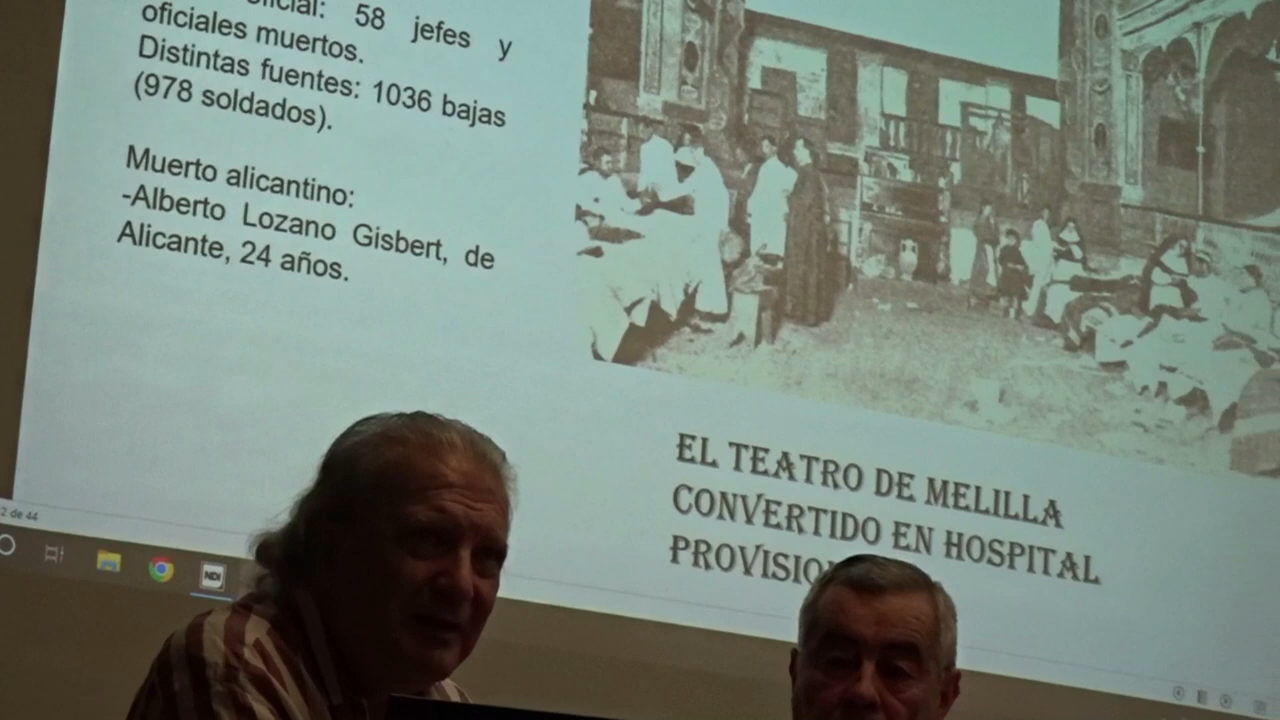 58 jefes y
oficiales muertos.
Distintas fuentes: 1036 bajas
(978 soldados).
Muerto alicantino:
-Alberto Lozano Gisbert, de
Alicante, 24 años.
EL TEATRO DE MELILLA
CONVERTIDO EN HOSPITAL
2 de 44
NDI